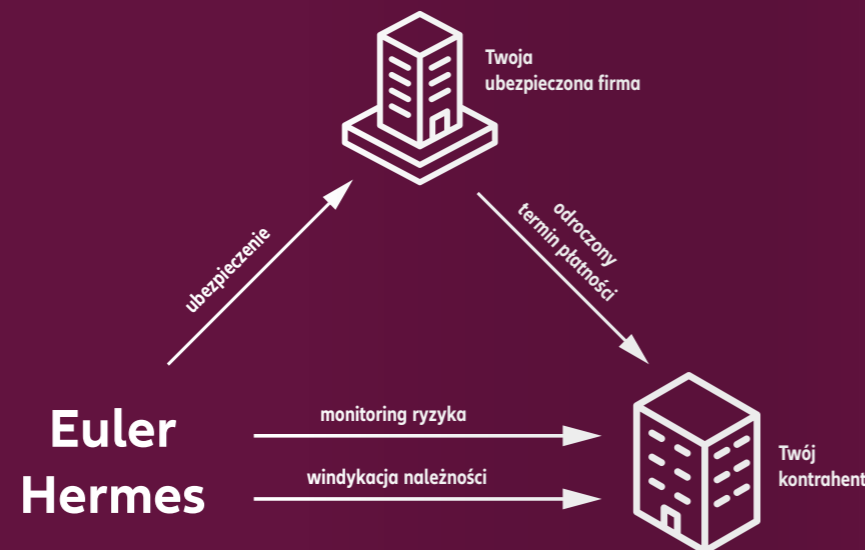 Twoja
ubezpieczona firma
ubezpieczenie
odroczony
termin płatności
Euler
Hermes
monitoring ryzyka
windykacja należności
Twój
kontrahent